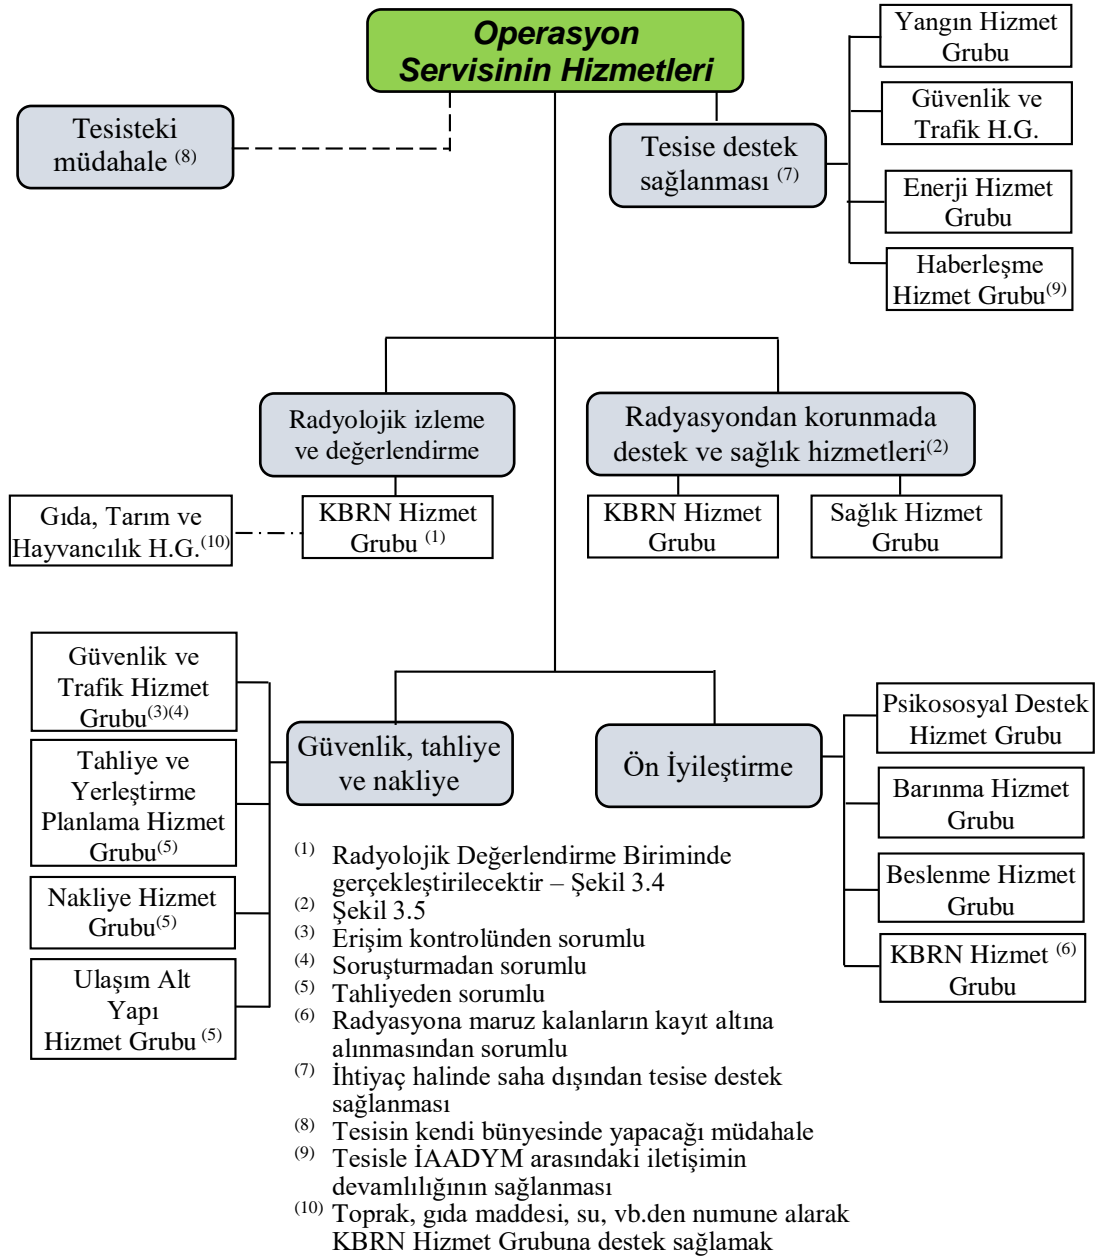 Operasyon
Servisinin Hizmetleri
Tesisteki
müdahale (8)
Tesise destek
sağlanması (7)
Yangın Hizmet
Grubu
Güvenlik ve
Trafik H.G.
Enerji Hizmet
Grubu
Haberleşme
Hizmet Grubu(9)
Radyolojik izleme
ve değerlendirme
Radyasyondan korunmada
destek ve sağlık hizmetleri(2)
Gıda, Tarım ve
Hayvancılık H.G.(10)
KBRN Hizmet
Grubu (1)
KBRN Hizmet
Grubu
Sağlık Hizmet
Grubu
Güvenlik ve
Trafik Hizmet
Grubu(3)(4)
Tahliye ve
Yerleştirme
Planlama Hizmet
Grubu(5)
Nakliye Hizmet
Grubu(5)
Ulaşım Alt
Yapı
Hizmet Grubu (5)
Güvenlik, tahliye
ve nakliye
Ön İyileştirme
Psikososyal Destek
Hizmet Grubu
Barınma Hizmet
Grubu
Beslenme Hizmet
Grubu
KBRN Hizmet (6)
Grubu
(1) Radyolojik Değerlendirme Biriminde
gerçekleştirilecektir – Şekil 3.4
(2) Şekil 3.5
(3) Erişim kontrolünden sorumlu
(4) Soruşturmadan sorumlu
(5) Tahliyeden sorumlu
(6) Radyasyona maruz kalanların kayıt altına
alınmasından sorumlu
(7) İhtiyaç halinde saha dışından tesise destek
sağlanması
(8) Tesisin kendi bünyesinde yapacağı müdahale
(9) Tesisle İAADYM arasındaki iletişimin
devamlılığının sağlanması
(10) Toprak, gıda maddesi, su, vb.den numune alarak
KBRN Hizmet Grubuna destek sağlamak